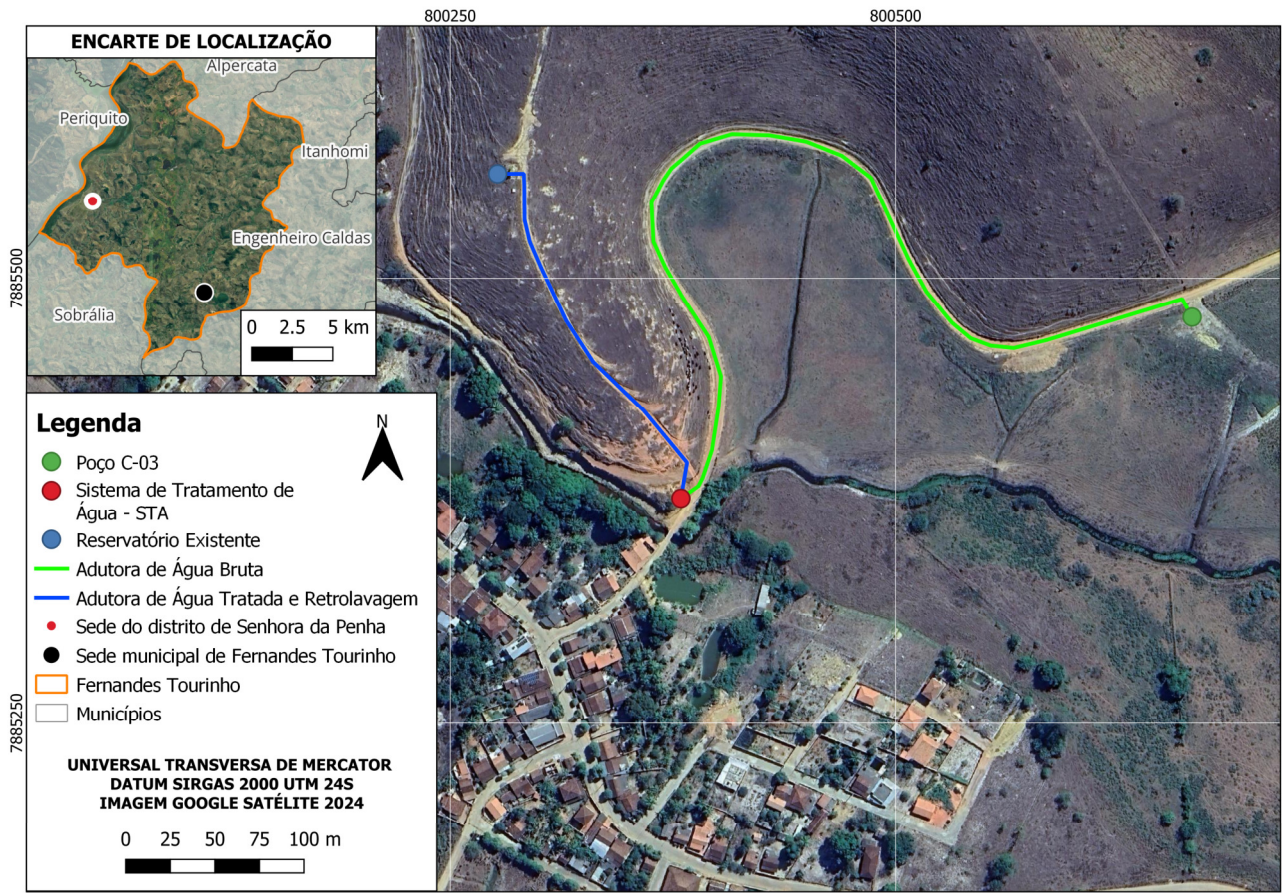 800250
800500
ENCARTE DE LOCALIZAÇÃO
Alpercata
Periquito
Itanhomi
Engenheiro Caldas
Sobrália
0 2.5 5 km
7885500
7885250
Legenda
N
Poço C-03
Sistema de Tratamento de
Água - STA
Reservatório Existente
Adutora de Água Bruta
Adutora de Água Tratada e Retrolavagem
Sede do distrito de Senhora da Penha
Sede municipal de Fernandes Tourinho
Fernandes Tourinho
Municípios
UNIVERSAL TRANSVERSA DE MERCATOR
DATUM SIRGAS 2000 UTM 24S
IMAGEM GOOGLE SATÉLITE 2024
0 25 50 75 100 m